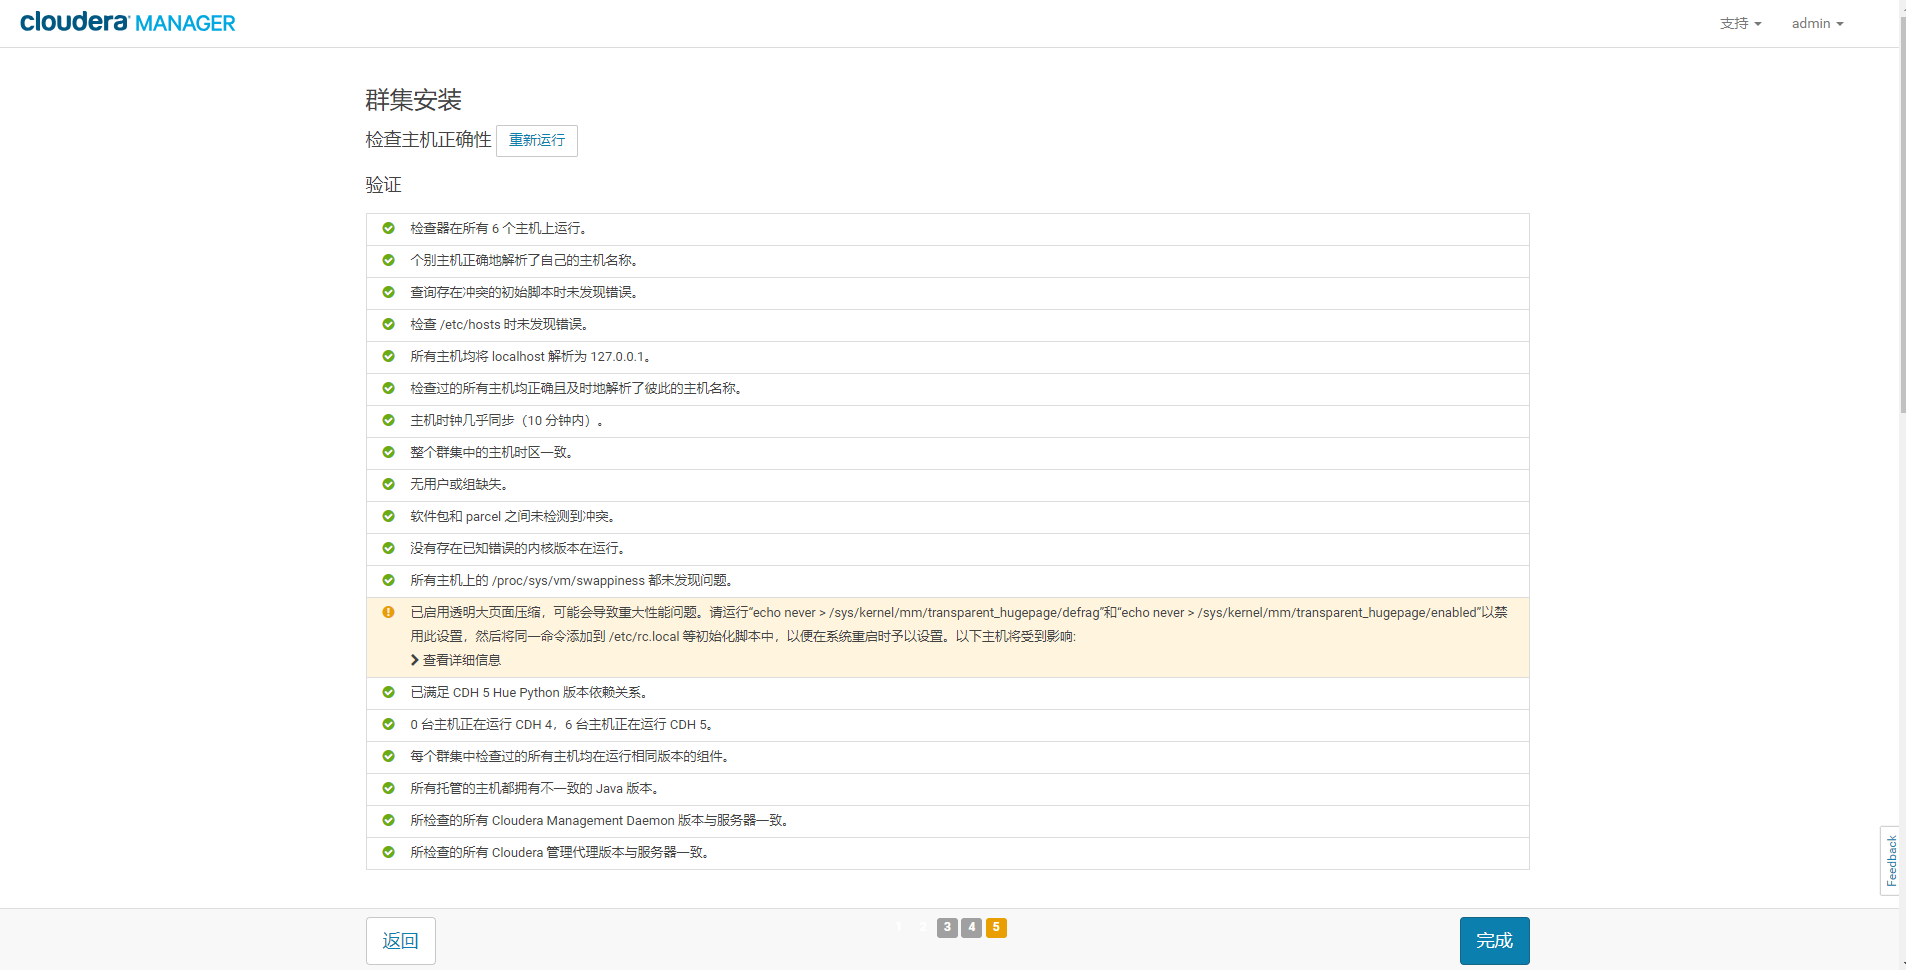 cloudera MANAGER
支持
admin
群集安装
检查主机正确性 重新运行
验证
检查器在所有 6 个主机上运行。
个别主机正确地解析了自己的主机名称。
查询存在冲突的初始脚本时未发现错误。
检查 /etc/hosts 时未发现错误。
所有主机均将 localhost 解析为 127.0.0.1。
检查过的所有主机均正确且及时地解析了彼此的主机名称。
主机时钟几乎同步（10 分钟内）。
整个群集中的主机时区一致。
无用户或组缺失。
软件包和 parcel 之间未检测到冲突。
没有存在已知错误的内核版本在运行。
所有主机上的 /proc/sys/vm/swappiness 都未发现问题。
已启用透明大页面压缩，可能会导致重大性能问题。请运行“echo never > /sys/kernel/mm/transparent_hugepage/defrag”和“echo never > /sys/kernel/mm/transparent_hugepage/enabled”以禁
用此设置，然后将同一命令添加到 /etc/rc.local 等初始化脚本中，以便在系统重启时予以设置。以下主机将受到影响:
查看详细信息
已满足 CDH 5 Hue Python 版本依赖关系。
0 台主机正在运行 CDH 4，6 台主机正在运行 CDH 5。
每个群集中检查过的所有主机均在运行相同版本的组件。
所有托管的主机都拥有不一致的 Java 版本。
所检查的所有 Cloudera Management Daemon 版本与服务器一致。
所检查的所有 Cloudera 管理代理版本与服务器一致。
Feedback
返回
1 2 3 4 5
完成